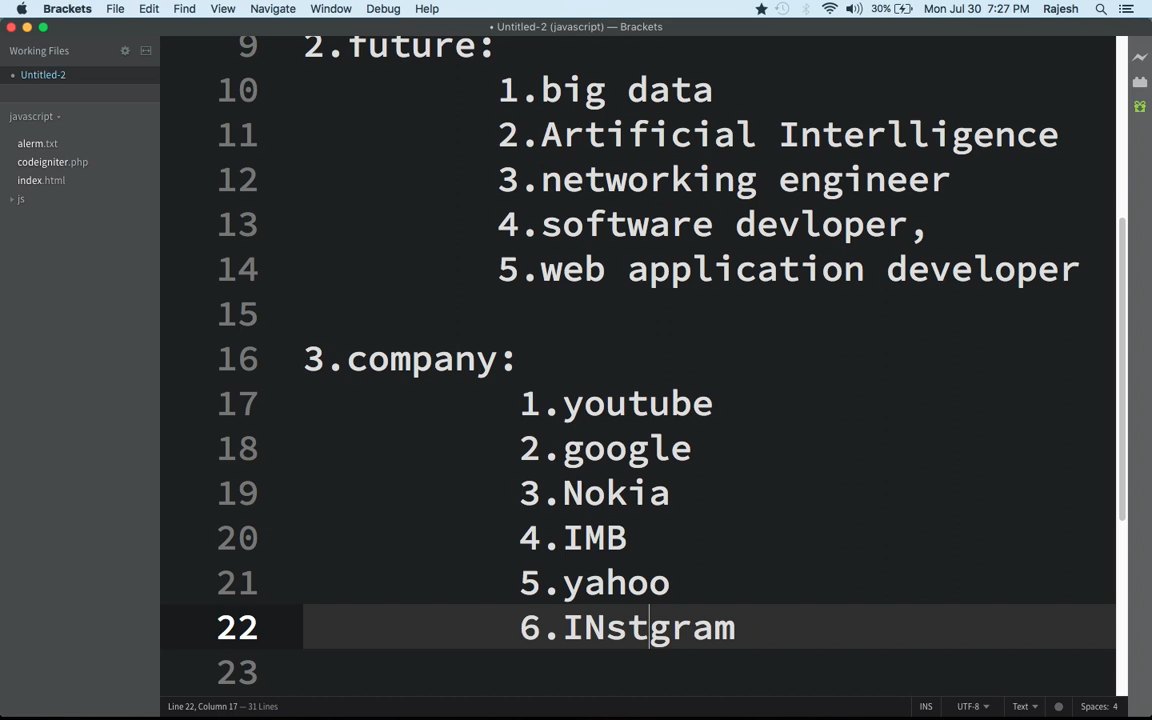 Brackets File Edit Find View Navigate Window Debug Help 30% Mon Jul 30 7:27 PM Rajesh
• Untitled-2 (javascript) — Brackets
Working Files
• Untitled-2
javascript
alerm.txt
codeigniter.php
index.html
js
9 2.future:
10 1.big data
11 2.Artificial Interlligence
12 3.networking engineer
13 4.software devloper,
14 5.web application developer
15
16 3.company:
17 1.youtube
18 2.google
19 3.Nokia
20 4.IMB
21 5.yahoo
22 6.INstgram
23
Line 22, Column 17 — 31 Lines INS UTF-8 Text Spaces: 4